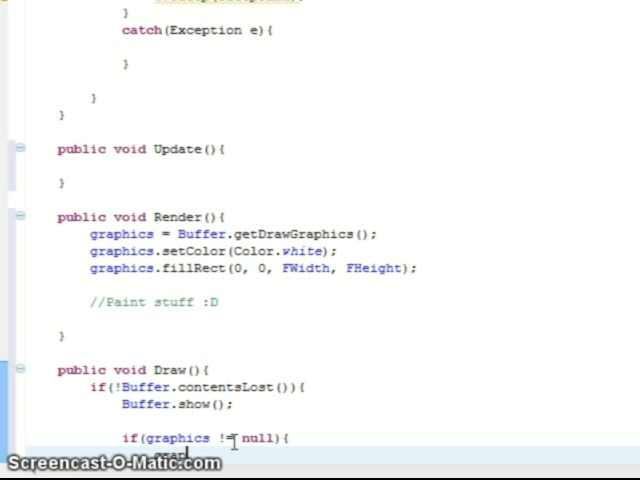 }
catch(Exception e){
}
}
}
public void Update(){
}
public void Render(){
graphics = Buffer.getDrawGraphics();
graphics.setColor(Color.white);
graphics.fillRect(0, 0, FWidth, FHeight);
//Paint stuff :D
}
public void Draw(){
if(!Buffer.contentsLost()){
Buffer.show();
if(graphics != null){
grap
Screencast-O-Matic.com